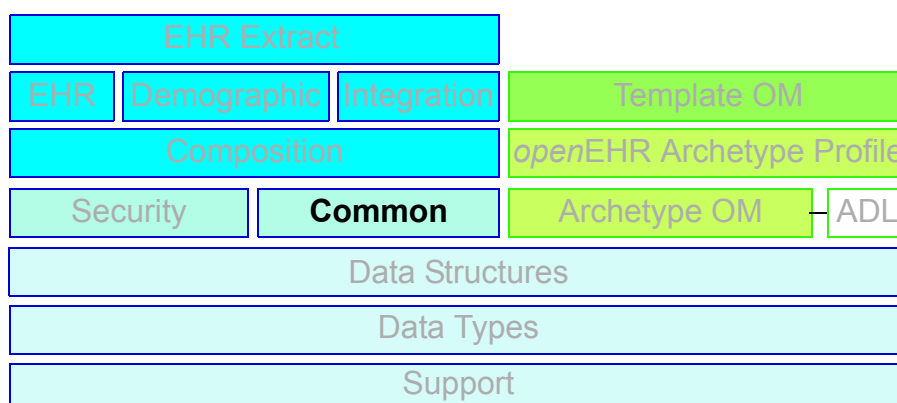 EHR Extract
EHR Demographic Integration Template OM
Composition openEHR Archetype Profile
Security Common Archetype OM ADL
Data Structures
Data Types
Support